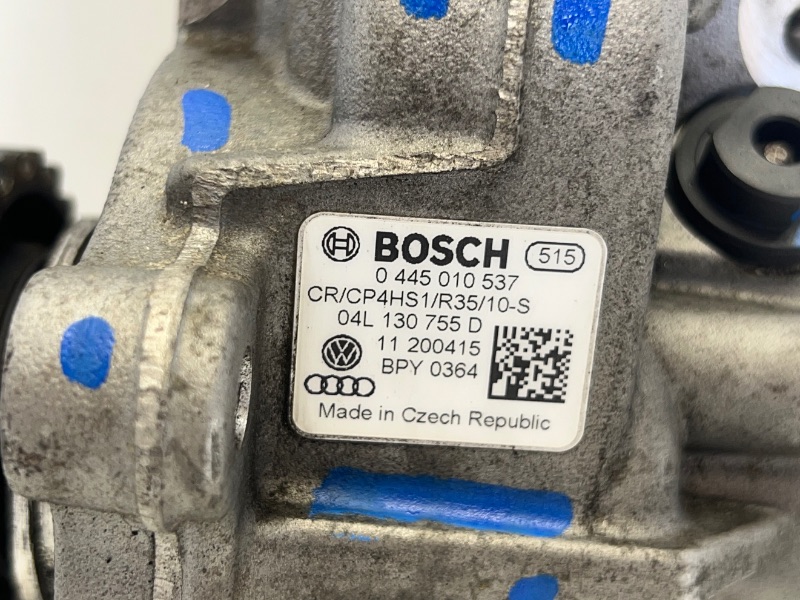 BOSCH 515
0 445 010 537
CR/CP4HS1/R35/10-S
04L 130 755 D
11 200415
BPY 0364
Made in Czech Republic